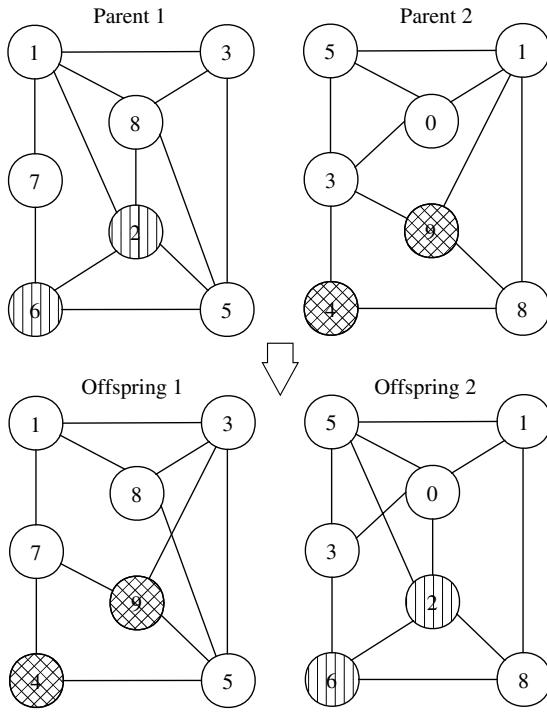 Parent 1 Parent 2
1 3 5 1
8 0
7 3
2 9
6 5 4 8
Offspring 1 Offspring 2
1 3 5 1
8 0
7 3
9 2
4 5 6 8